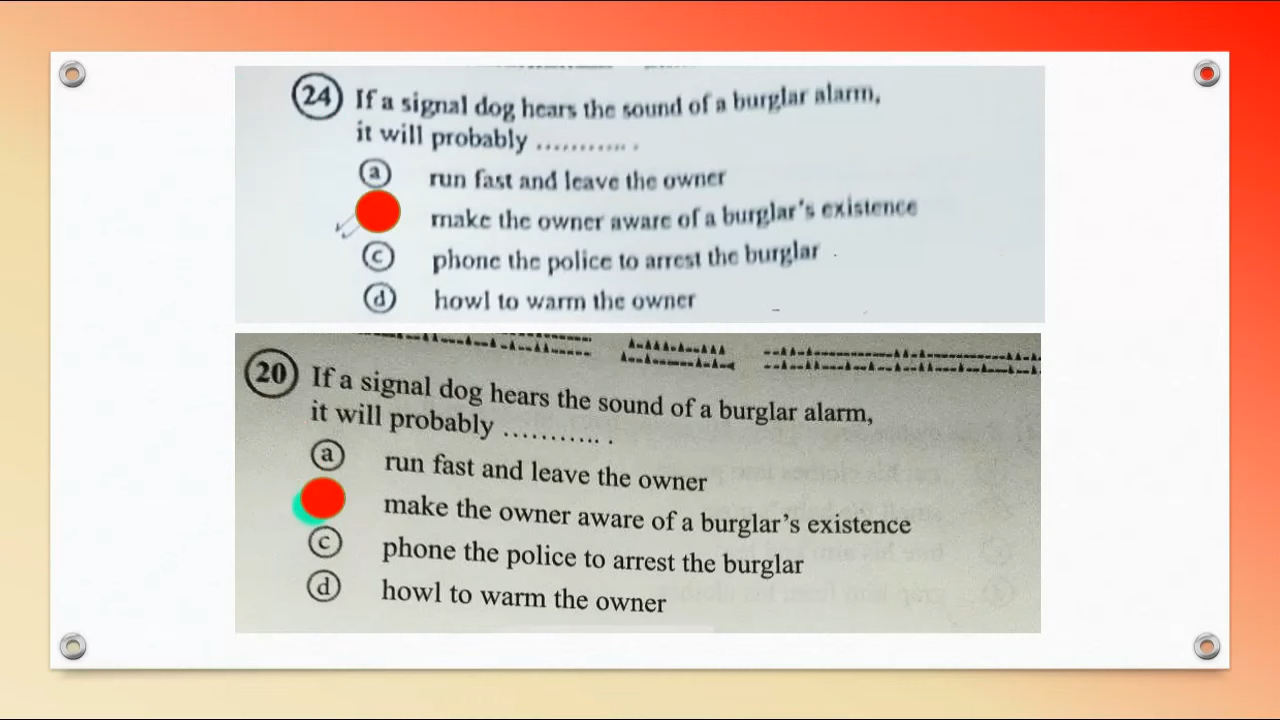 24 If a signal dog hears the sound of a burglar alarm,
it will probably ........... .
a run fast and leave the owner
make the owner aware of a burglar's existence
c phone the police to arrest the burglar
d howl to warm the owner
20 If a signal dog hears the sound of a burglar alarm,
it will probably ........... .
a run fast and leave the owner
make the owner aware of a burglar's existence
c phone the police to arrest the burglar
d howl to warm the owner